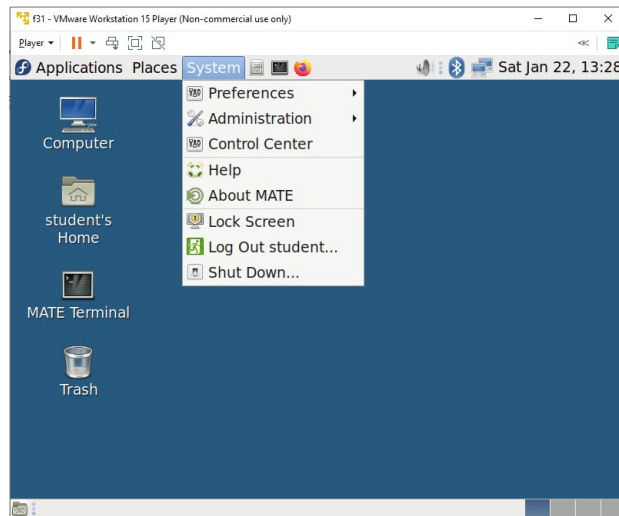 f31 - VMware Workstation 15 Player (Non-commercial use only)
Player
Applications Places System Sat Jan 22, 13:28
Preferences
Administration
Control Center
Help
About MATE
Lock Screen
Log Out student...
Shut Down...
Computer
student's
Home
MATE Terminal
Trash